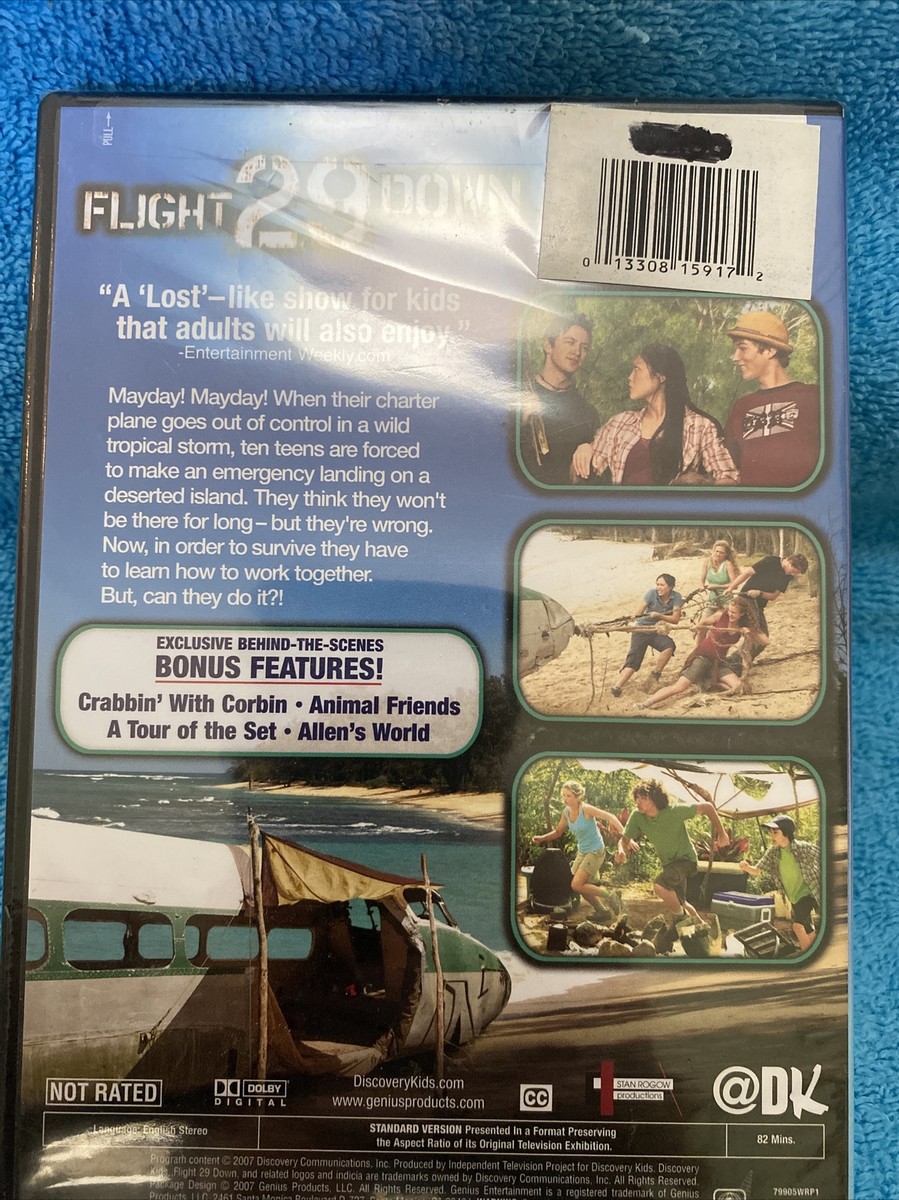 PULL→
FLIGHT 29 DOWN
0 13308 15917 2
“A ‘Lost’–like show for kids
that adults will also enjoy.”
-Entertainment Weekly.com
Mayday! Mayday! When their charter
plane goes out of control in a wild
tropical storm, ten teens are forced
to make an emergency landing on a
deserted island. They think they won't
be there for long–but they're wrong.
Now, in order to survive they have
to learn how to work together.
But, can they do it?!
EXCLUSIVE BEHIND-THE-SCENES
BONUS FEATURES!
Crabbin’ With Corbin • Animal Friends
A Tour of the Set • Allen’s World
NOT RATED
DOLBY
DIGITAL
DiscoveryKids.com
www.geniusproducts.com
CC
STAN ROGOW
productions
@DK
Language: English Stereo
STANDARD VERSION Presented In a Format Preserving
the Aspect Ratio of its Original Television Exhibition.
82 Mins.
Program content © 2007 Discovery Communications, Inc. Produced by Independent Television Project for Discovery Kids. Discovery
Kids, Flight 29 Down, and related logos and indicia are trademarks owned by Discovery Communications, Inc. All Rights Reserved.
Package Design © 2007 Genius Products, LLC. All Rights Reserved. Genius Entertainment is a registered trademark of Genius
Products, LLC, 2461 Santa Monica Boulevard
79905WRP1